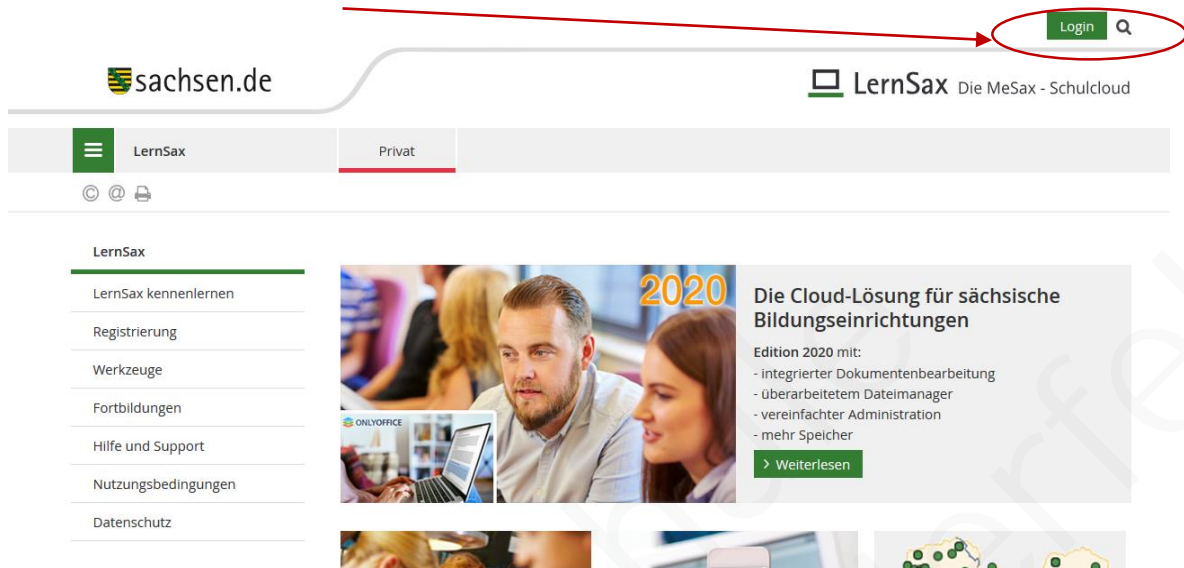 Login
sachsen.de
LernSax Die MeSax - Schulcloud
LernSax
Privat
© @
LernSax
LernSax kennenlernen
Registrierung
Werkzeuge
Fortbildungen
Hilfe und Support
Nutzungsbedingungen
Datenschutz
2020
ONLYOFFICE
Die Cloud-Lösung für sächsische
Bildungseinrichtungen
Edition 2020 mit:
- integrierter Dokumentenbearbeitung
- überarbeitetem Dateimanager
- vereinfachter Administration
- mehr Speicher
> Weiterlesen